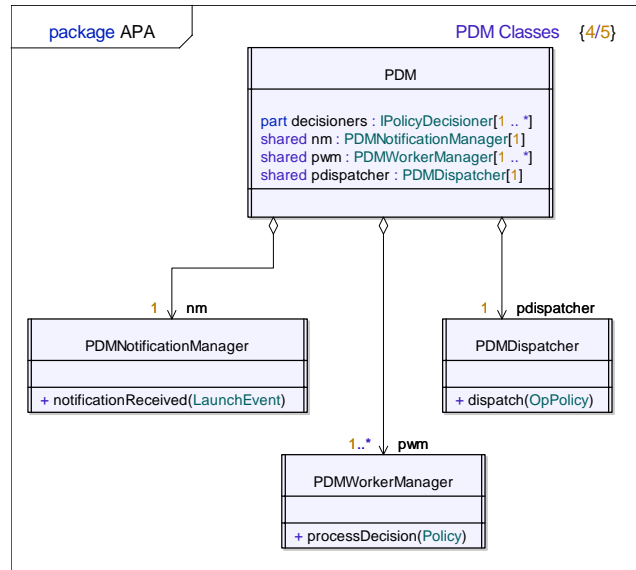 package APA
PDM Classes {4/5}
PDM
part decisioners : IPolicyDecisioner[1 .. *]
shared nm : PDMNotificationManager[1]
shared pwm : PDMWorkerManager[1 .. *]
shared pdispatcher : PDMDispatcher[1]
1 nm
1 pdispatcher
PDMNotificationManager
+ notificationReceived(LaunchEvent)
PDMDispatcher
+ dispatch(OpPolicy)
1..* pwm
PDMWorkerManager
+ processDecision(Policy)